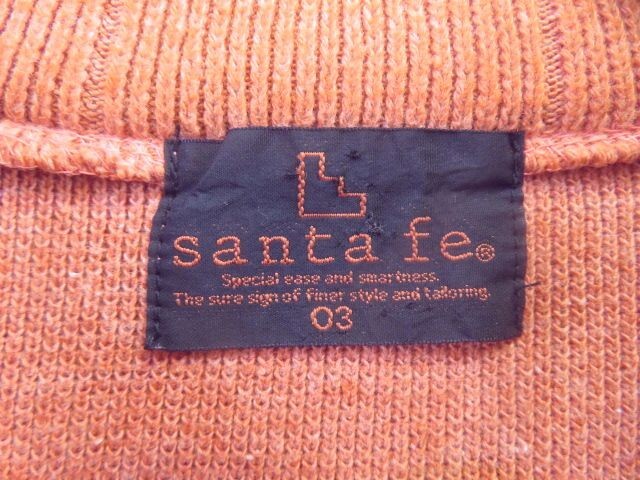 santa fe®
Special ease and smartness.
The sure sign of finer style and tailoring.
03